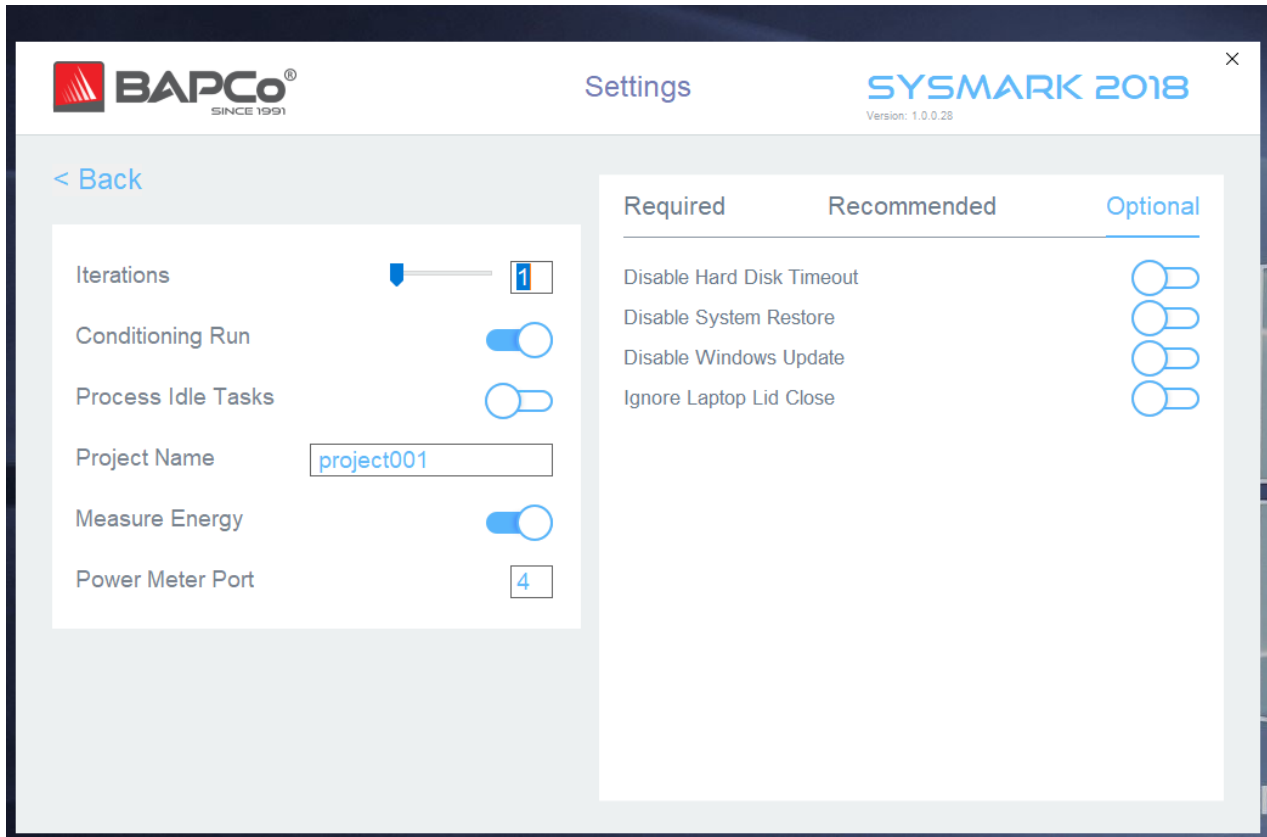 BAPCo®
SINCE 1991
Settings
SYSMARK 2018
Version: 1.0.0.28
< Back
Iterations 1
Conditioning Run
Process Idle Tasks
Project Name project001
Measure Energy
Power Meter Port 4
Required Recommended Optional
Disable Hard Disk Timeout
Disable System Restore
Disable Windows Update
Ignore Laptop Lid Close